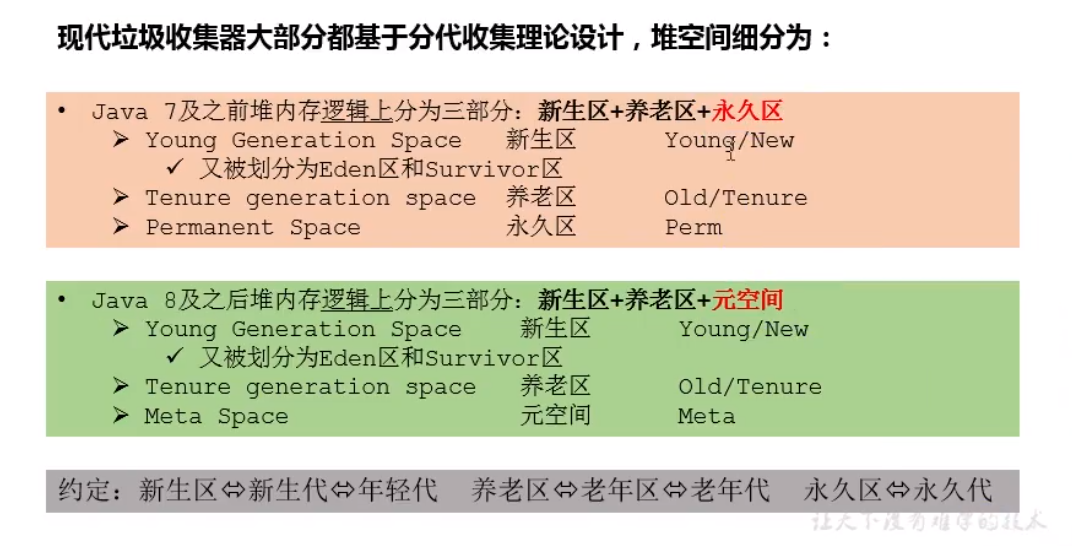 现代垃圾收集器大部分都基于分代收集理论设计，堆空间细分为：
• Java 7及之前堆内存逻辑上分为三部分：新生区+养老区+永久区
➢ Young Generation Space 新生区 Young/New
✓ 又被划分为Eden区和Survivor区
➢ Tenure generation space 养老区 Old/Tenure
➢ Permanent Space 永久区 Perm
• Java 8及之后堆内存逻辑上分为三部分：新生区+养老区+元空间
➢ Young Generation Space 新生区 Young/New
✓ 又被划分为Eden区和Survivor区
➢ Tenure generation space 养老区 Old/Tenure
➢ Meta Space 元空间 Meta
约定：新生区⇔新生代⇔年轻代 养老区⇔老年区⇔老年代 永久区⇔永久代
让天下没有难学的技术